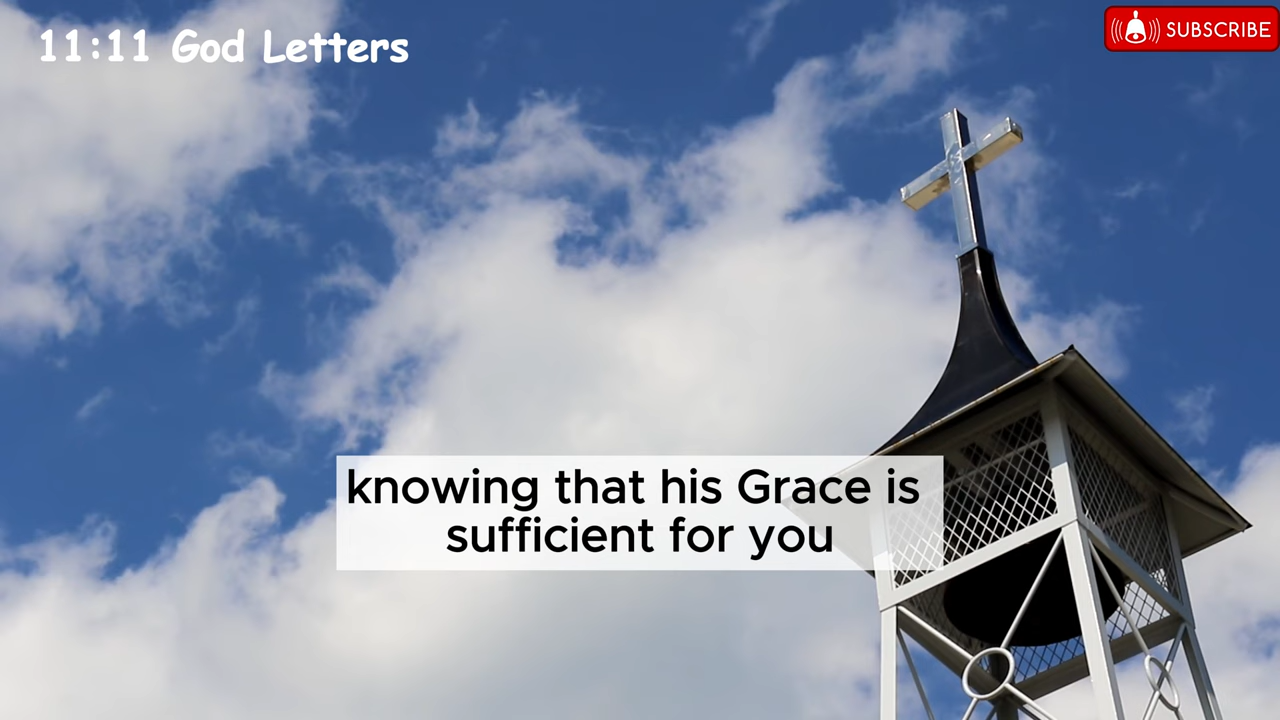 11:11 God Letters
SUBSCRIBE
knowing that his Grace is
sufficient for you